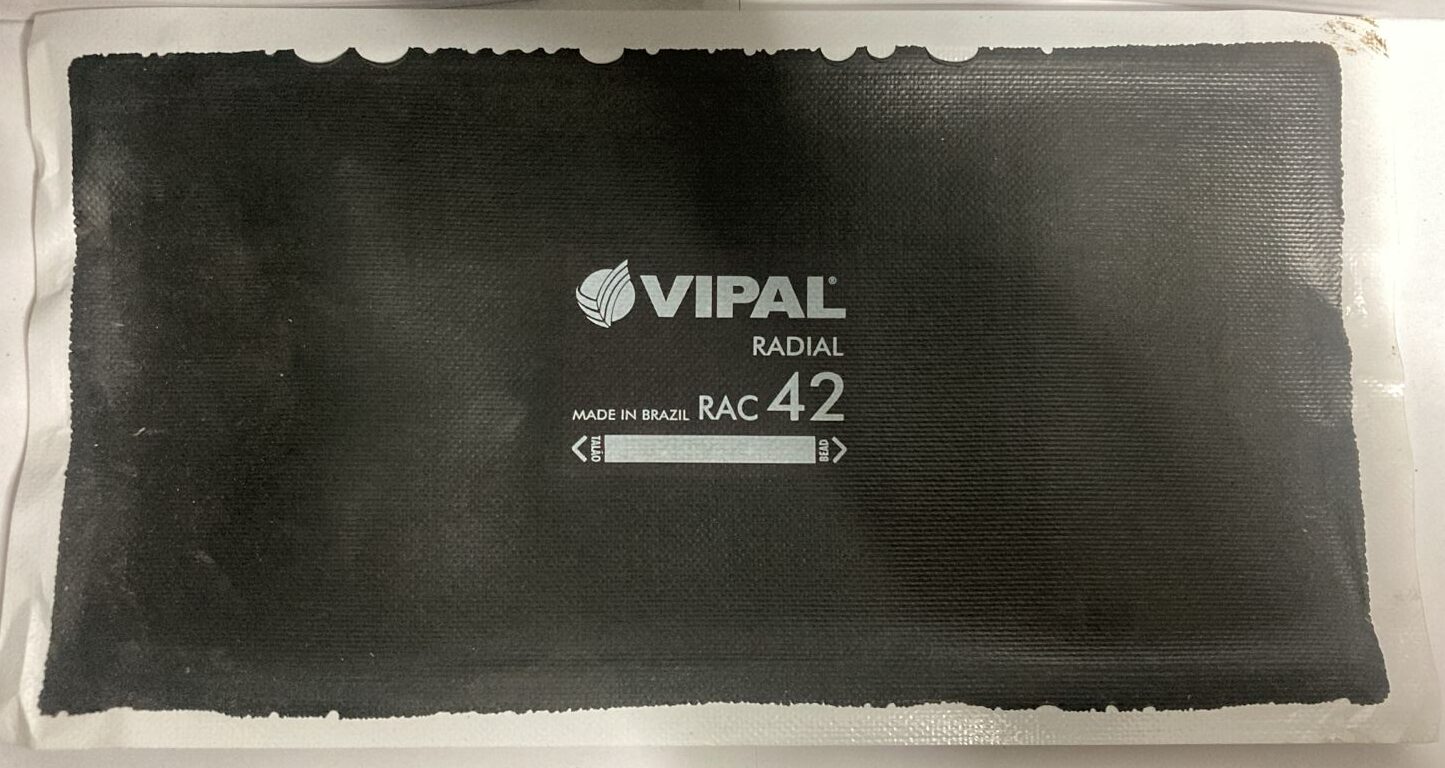 VIPAL®
RADIAL
MADE IN BRAZIL RAC 42
TALÃO BEAD